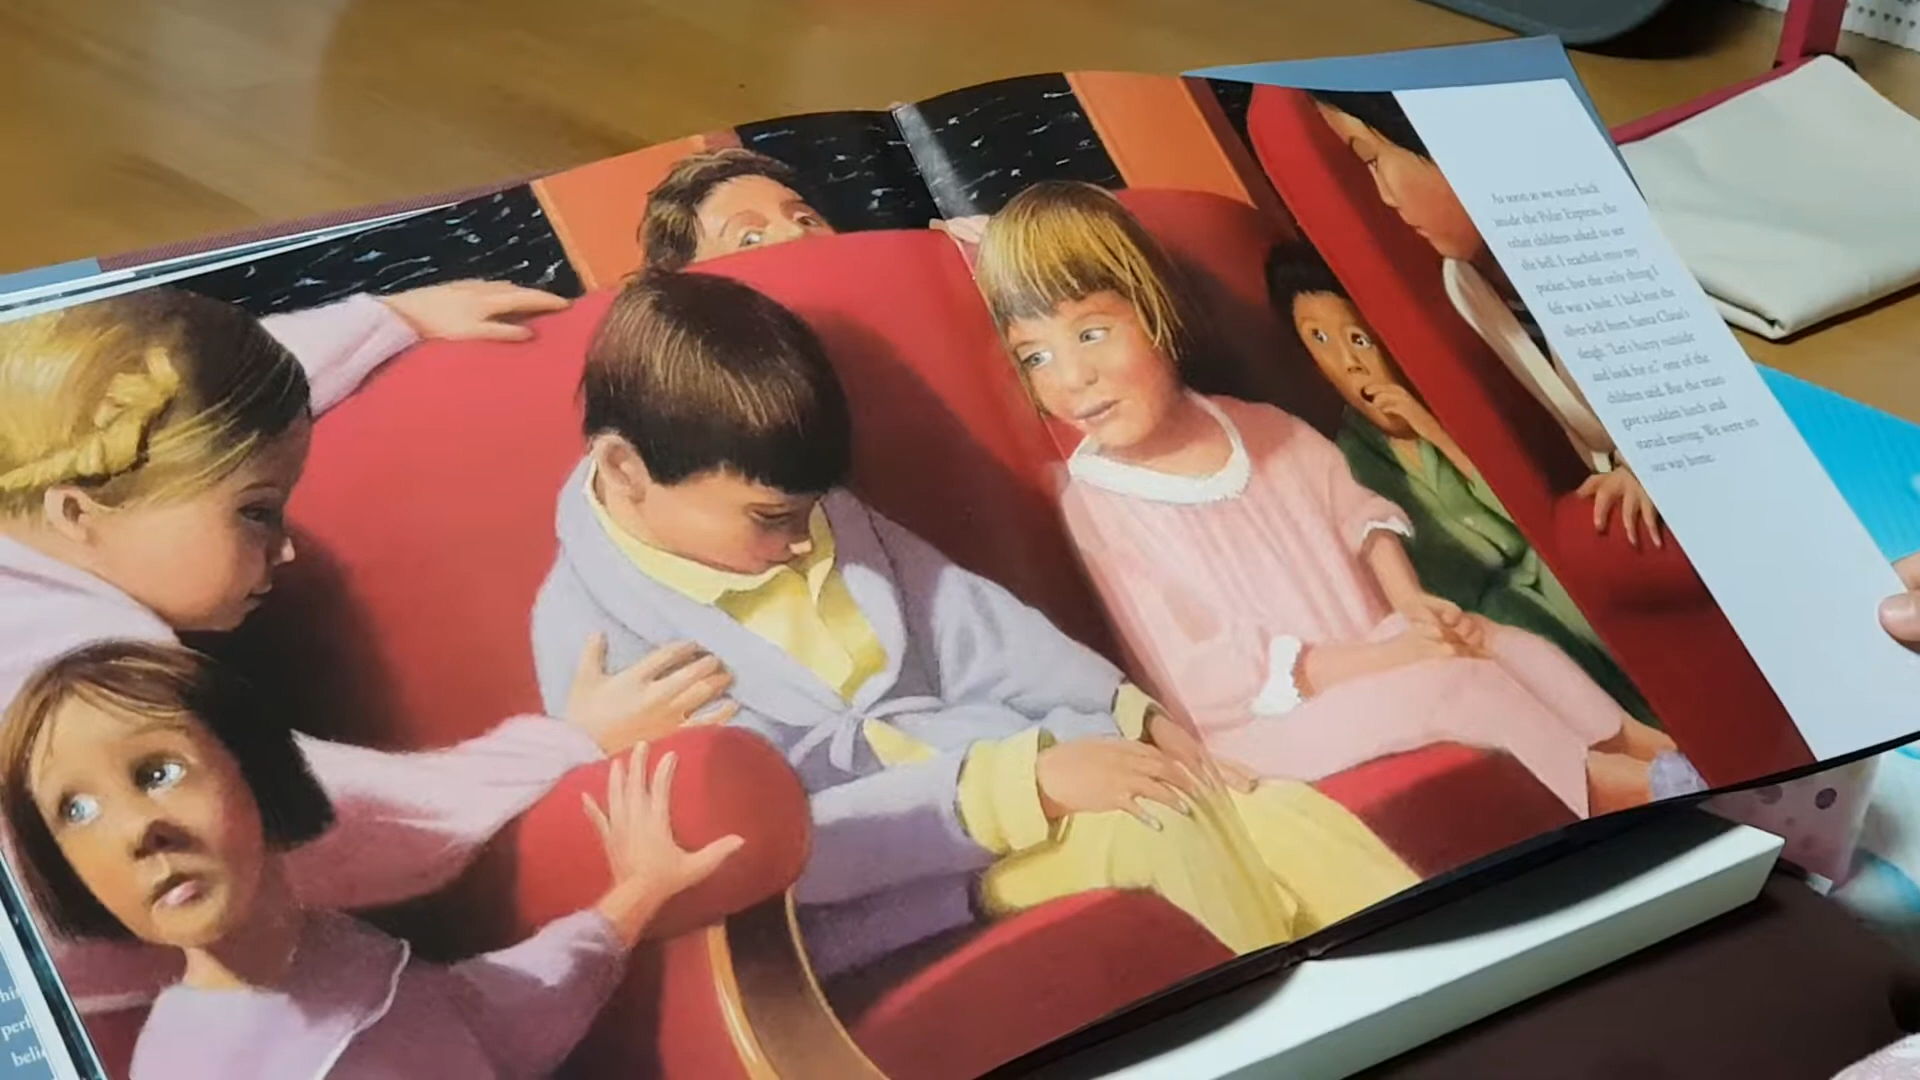 As soon as we were back
inside the Polar Express, the
other children asked to see
the bell. I reached into my
pocket, but the only thing I
felt was a hole. I had lost the
silver bell from Santa Claus's
sleigh. "Let's hurry outside
and look for it," one of the
children said. But the train
gave a sudden lurch and
started moving. We were on
our way home.